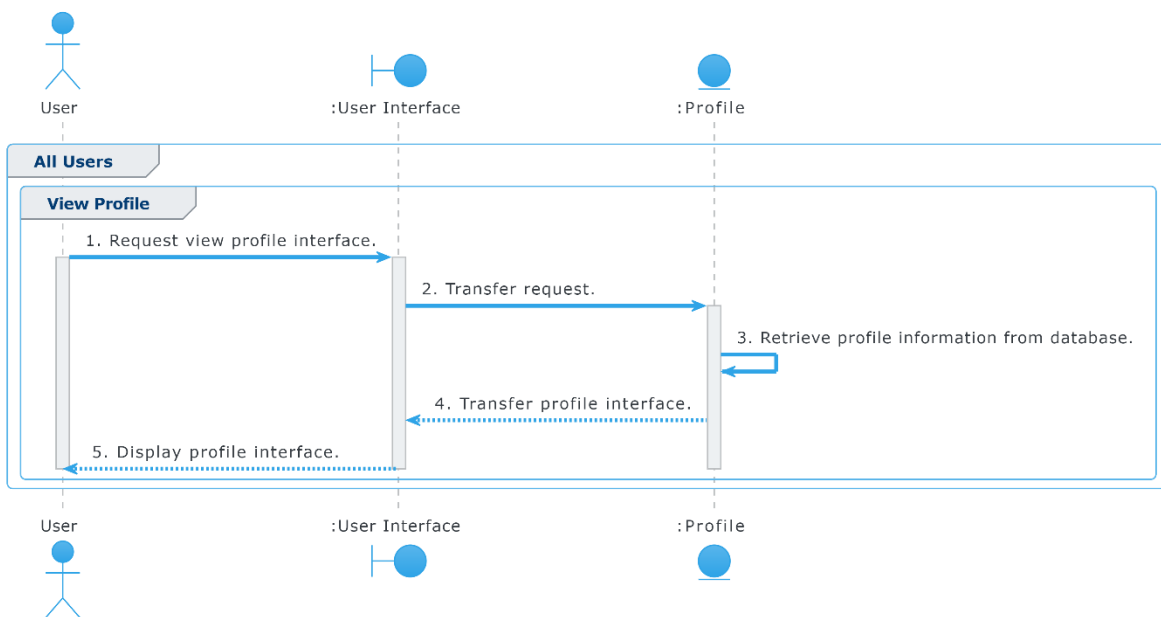 User
:User Interface
:Profile
All Users
View Profile
1. Request view profile interface.
2. Transfer request.
3. Retrieve profile information from database.
4. Transfer profile interface.
5. Display profile interface.
User
:User Interface
:Profile